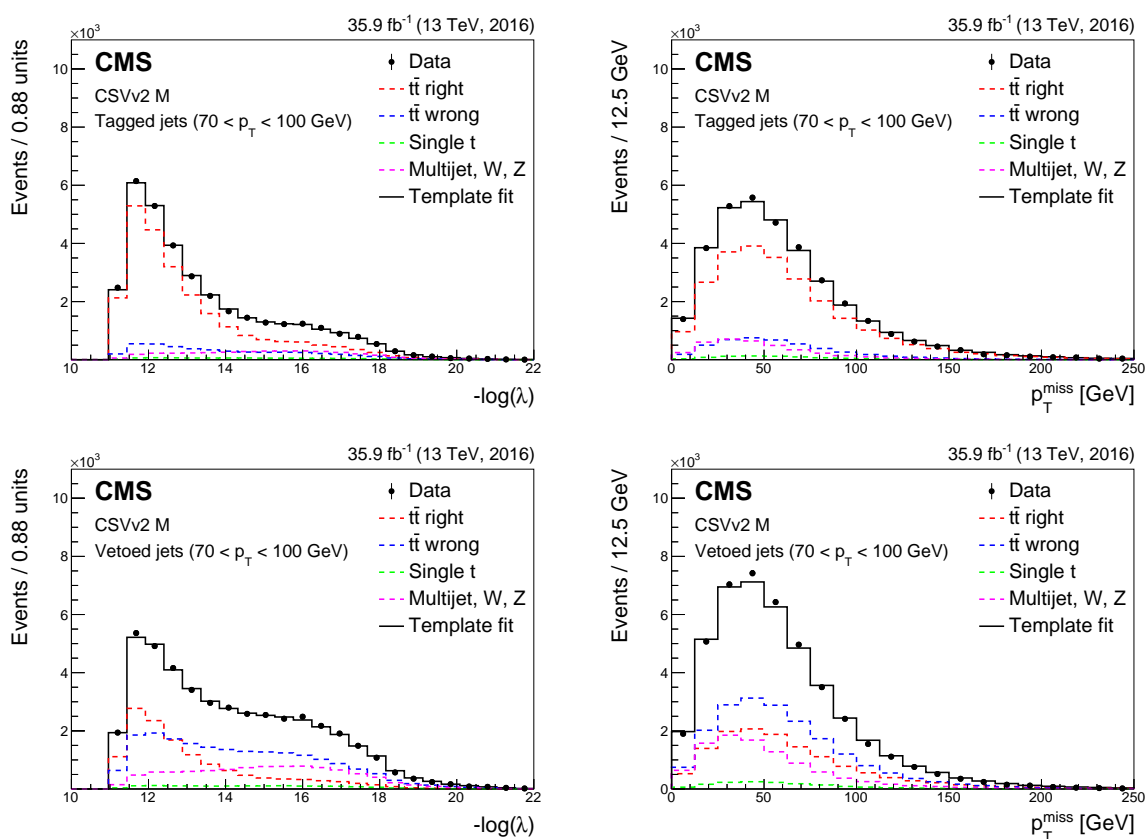 35.9 fb⁻¹ (13 TeV, 2016)
×10³
CMS
CSVv2 M
Tagged jets (70 < p_T < 100 GeV)
Data
tt̄ right
tt̄ wrong
Single t
Multijet, W, Z
Template fit
Events / 0.88 units
10
8
6
4
2
10 12 14 16 18 20 22
-log(λ)
35.9 fb⁻¹ (13 TeV, 2016)
×10³
CMS
CSVv2 M
Tagged jets (70 < p_T < 100 GeV)
Data
tt̄ right
tt̄ wrong
Single t
Multijet, W, Z
Template fit
Events / 12.5 GeV
10
8
6
4
2
0 50 100 150 200 250
p_T^miss [GeV]
35.9 fb⁻¹ (13 TeV, 2016)
×10³
CMS
CSVv2 M
Vetoed jets (70 < p_T < 100 GeV)
Data
tt̄ right
tt̄ wrong
Single t
Multijet, W, Z
Template fit
Events / 0.88 units
10
8
6
4
2
10 12 14 16 18 20 22
-log(λ)
35.9 fb⁻¹ (13 TeV, 2016)
×10³
CMS
CSVv2 M
Vetoed jets (70 < p_T < 100 GeV)
Data
tt̄ right
tt̄ wrong
Single t
Multijet, W, Z
Template fit
Events / 12.5 GeV
10
8
6
4
2
0 50 100 150 200 250
p_T^miss [GeV]